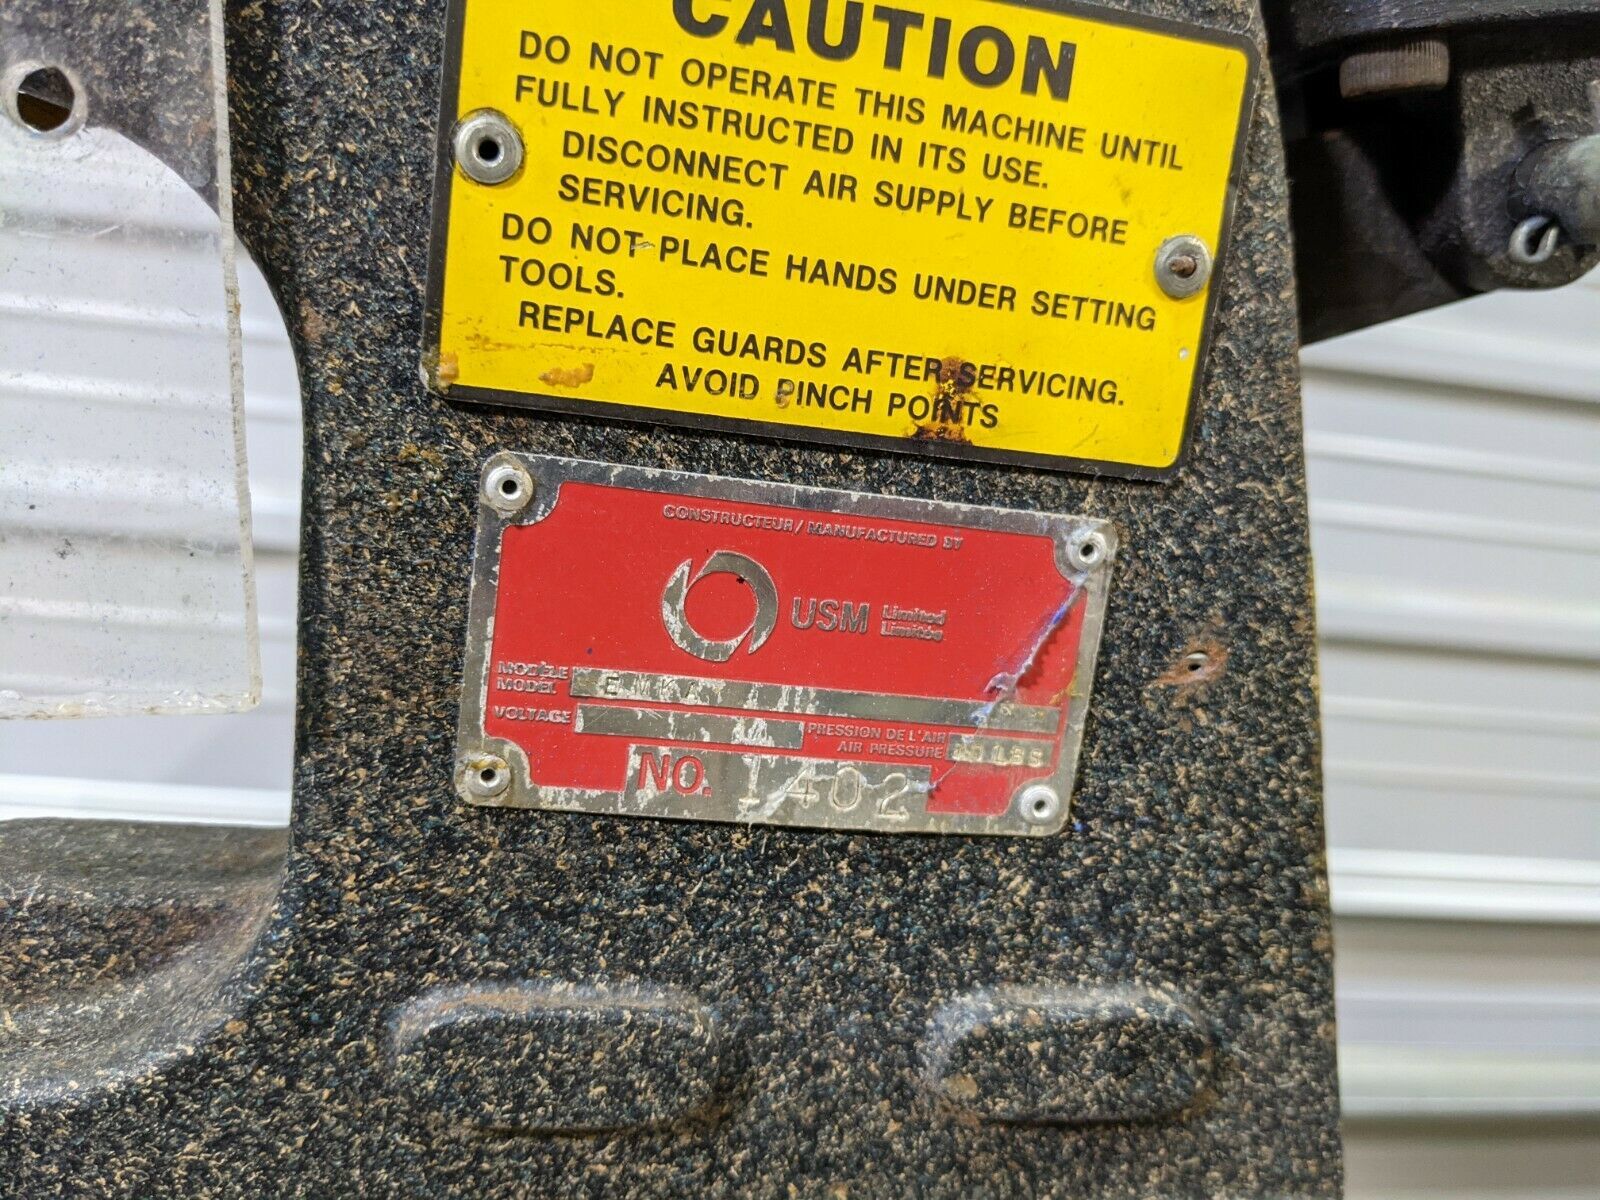 CAUTION
DO NOT OPERATE THIS MACHINE UNTIL
FULLY INSTRUCTED IN ITS USE.
DISCONNECT AIR SUPPLY BEFORE
SERVICING.
DO NOT PLACE HANDS UNDER SETTING
TOOLS.
REPLACE GUARDS AFTER SERVICING.
AVOID PINCH POINTS
CONSTRUCTEUR/MANUFACTURED BY
USM Limited
Limitée
MODÈLE
MODEL EMKAY
VOLTAGE
PRESSION DE L'AIR
AIR PRESSURE LBS
NO. 1402